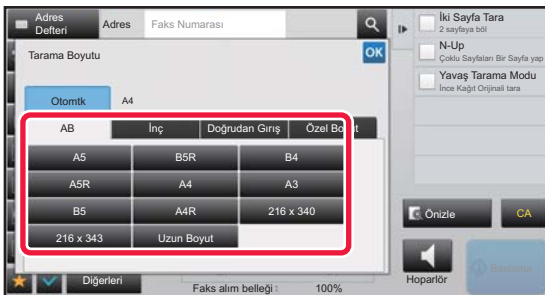 Adres Defteri
Adres
Faks Numarası
Tarama Boyutu
OK
Otomtk
A4
AB
İnç
Doğrudan Giriş
Özel Boyut
A5
B5R
B4
A5R
A4
A3
B5
A4R
216 x 340
216 x 343
Uzun Boyut
Diğerleri
Faks alım belleği :
100%
İki Sayfa Tara
2 sayfaya böl
N-Up
Çoklu Sayfaları Bir Sayfa yap
Yavaş Tarama Modu
İnce Kağıt Orijinali tara
Önizle
CA
Hoparlör